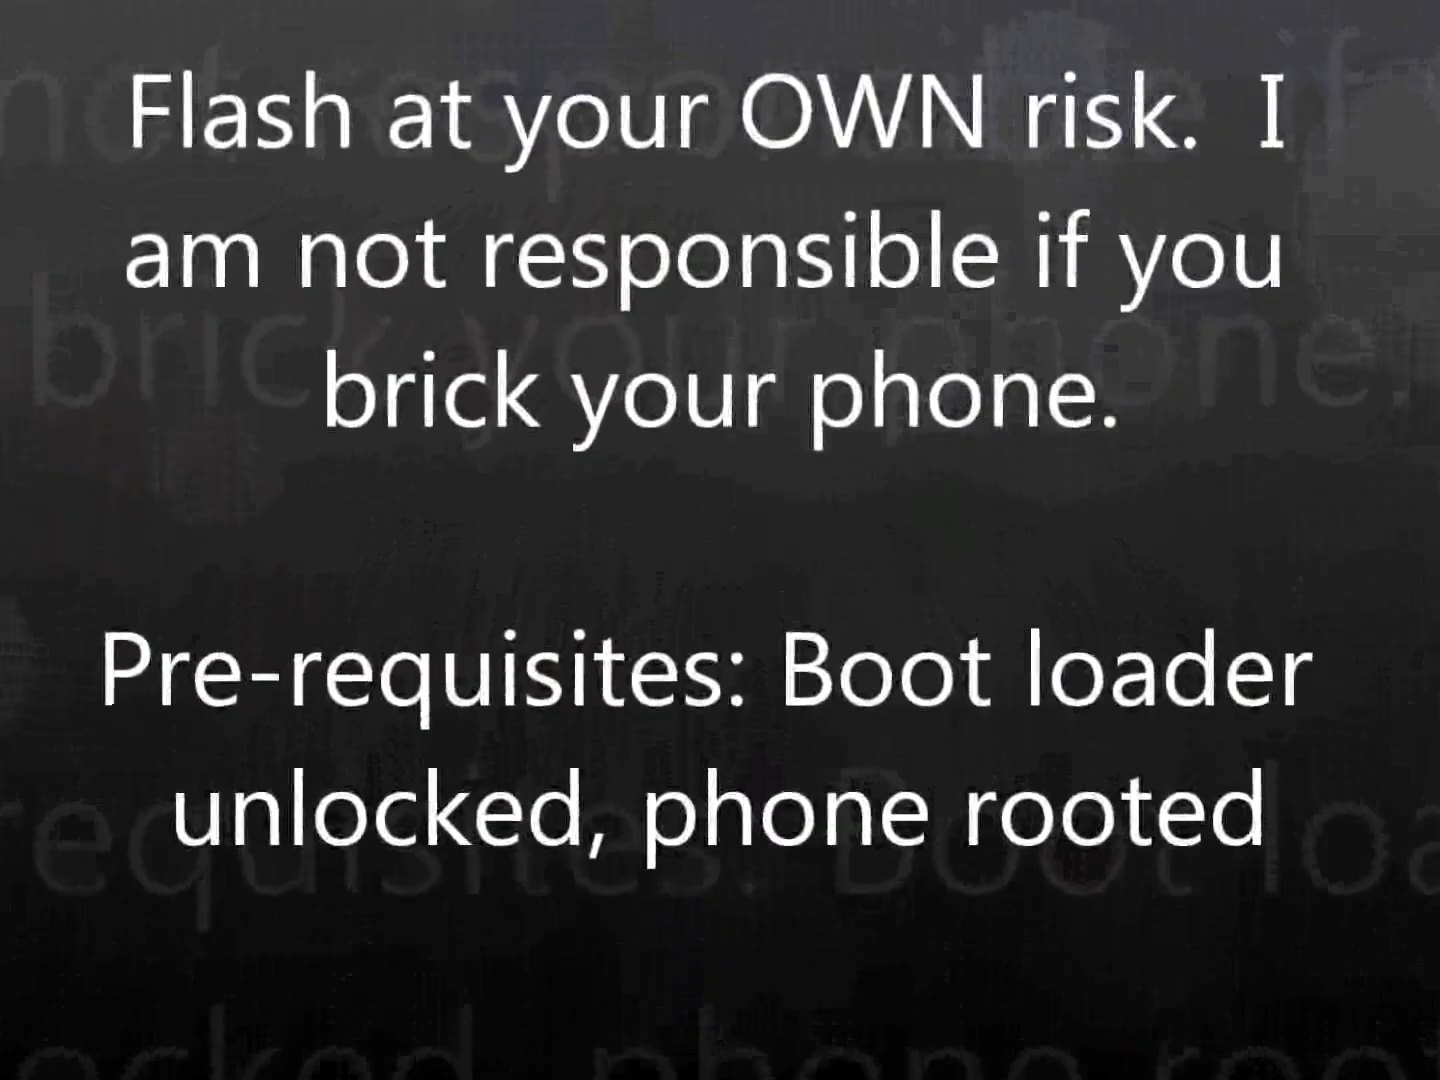 Flash at your OWN risk.  I
am not responsible if you
brick your phone.
Pre-requisites: Boot loader
unlocked, phone rooted